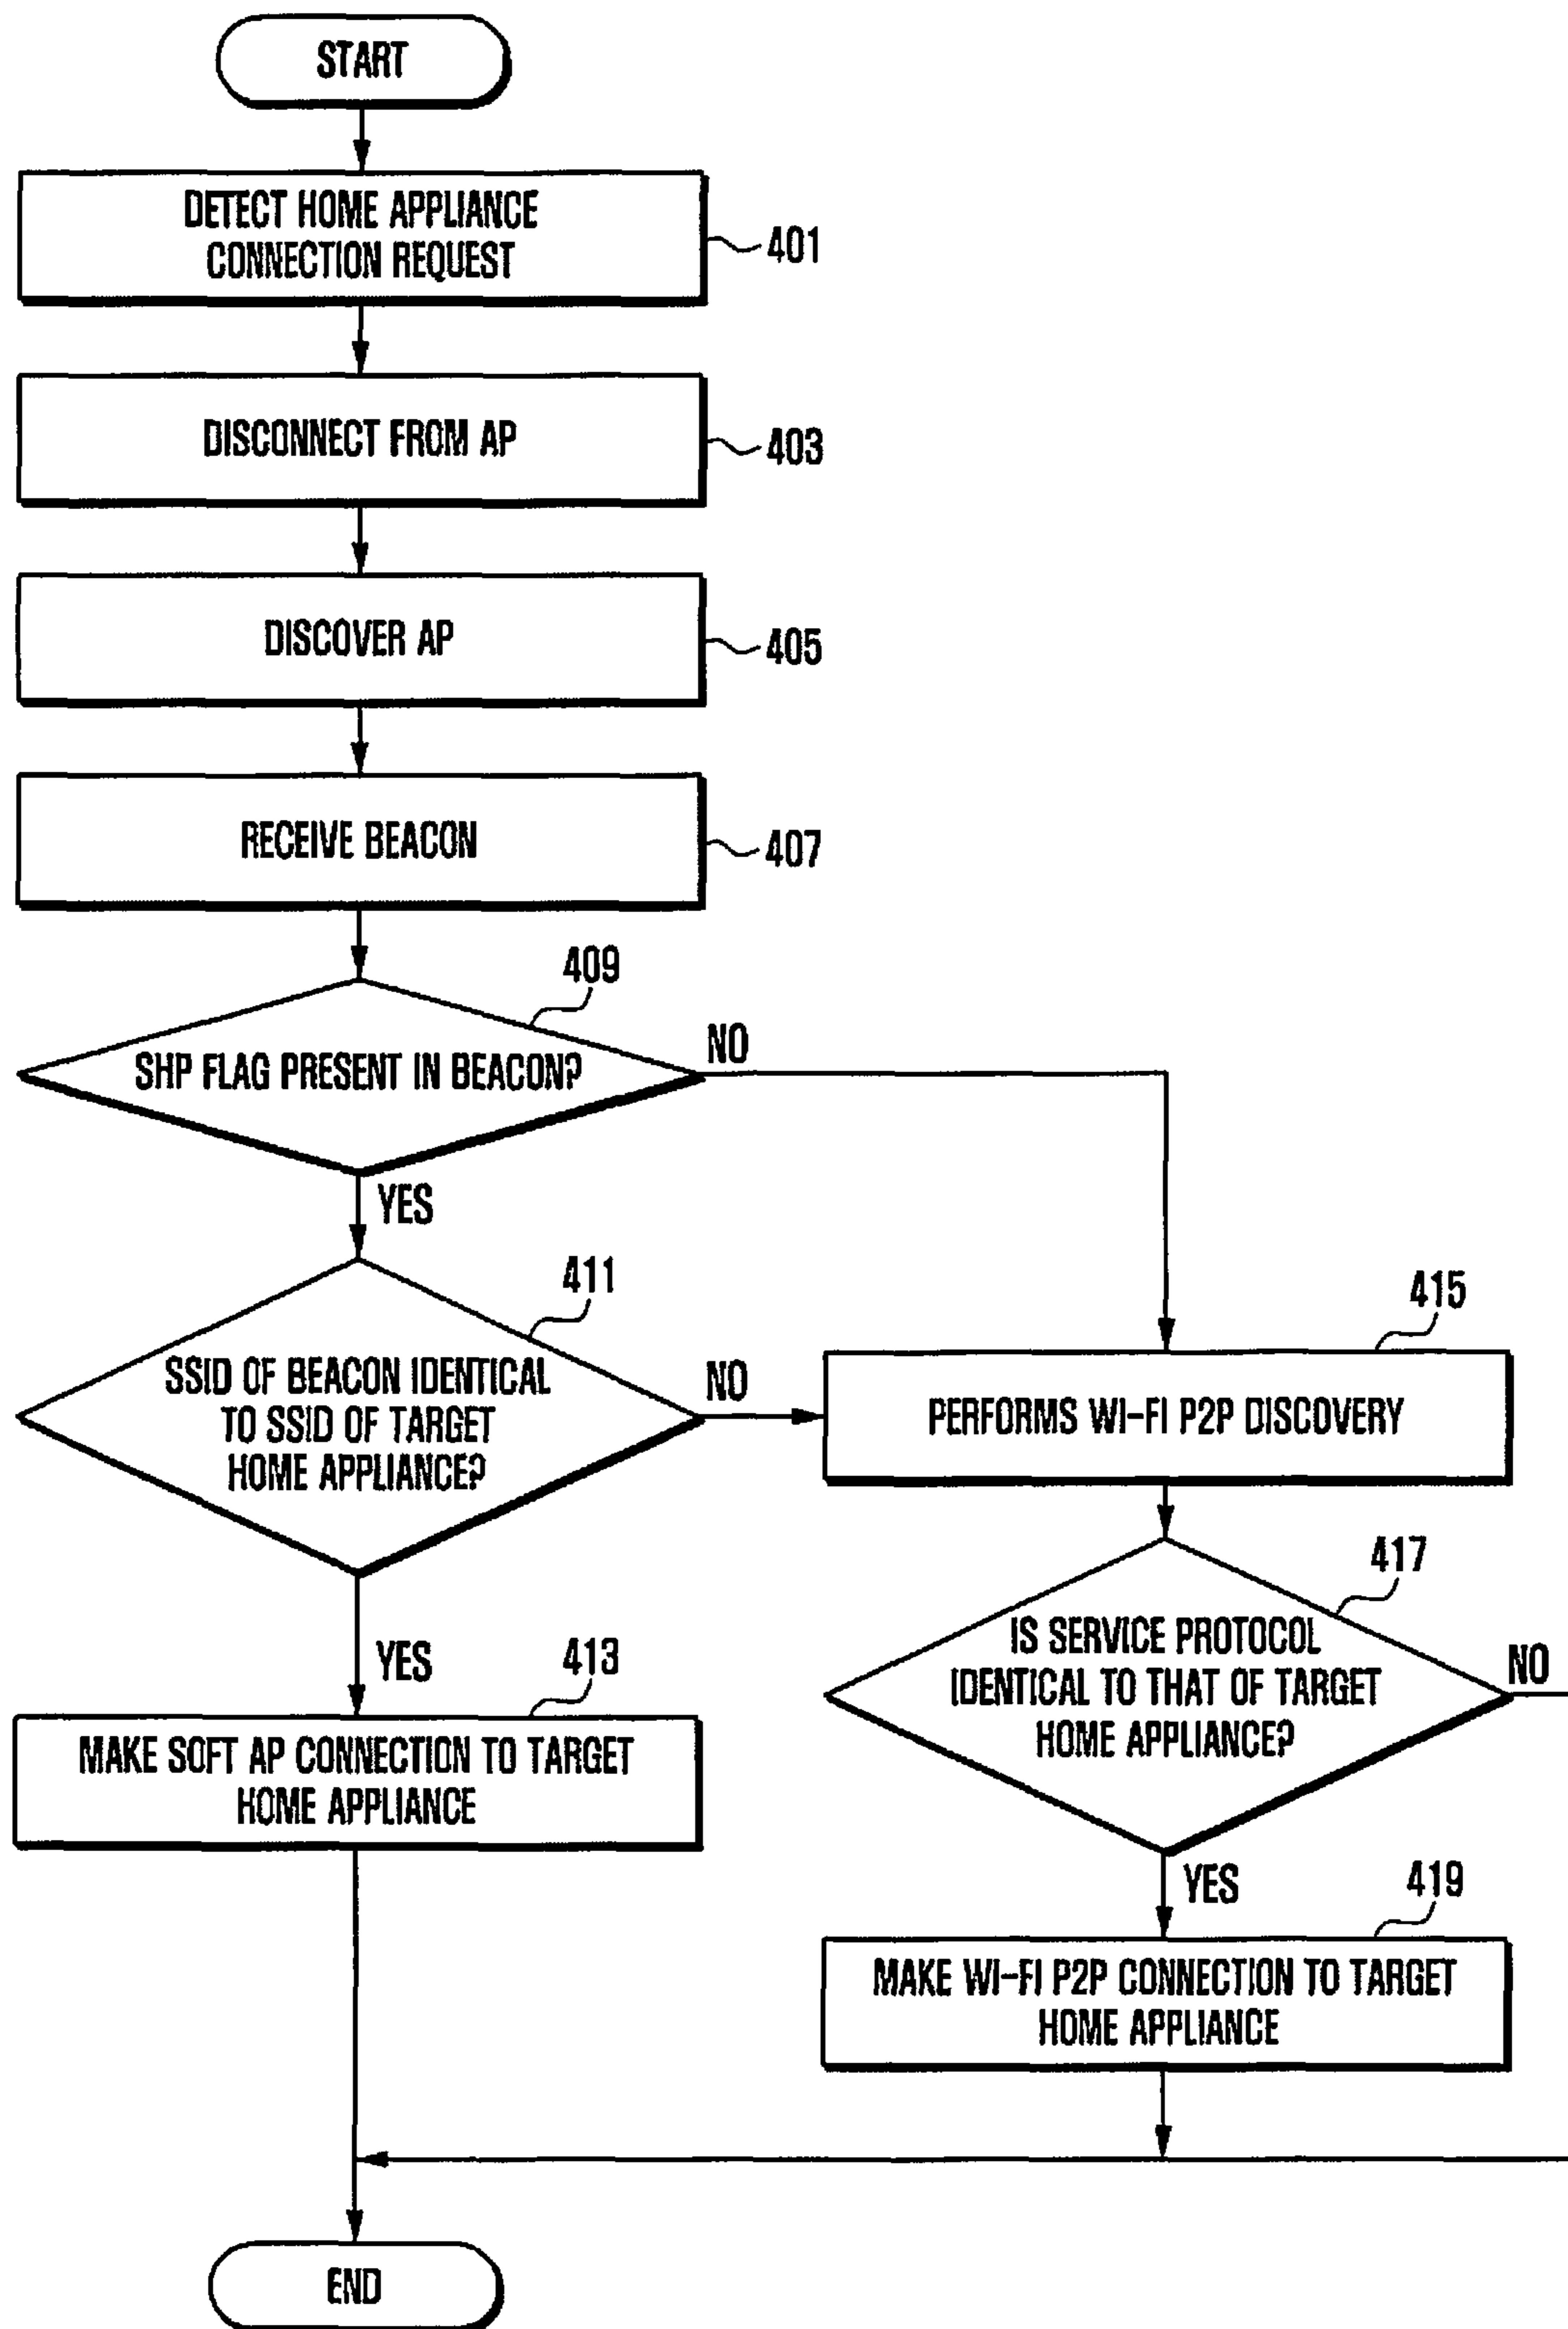 START
DETECT HOME APPLIANCE
CONNECTION REQUEST
401
DISCONNECT FROM AP
403
DISCOVER AP
405
RECEIVE BEACON
407
409
SHP FLAG PRESENT IN BEACON?
NO
YES
411
SSID OF BEACON IDENTICAL
TO SSID OF TARGET
HOME APPLIANCE?
NO
YES
413
MAKE SOFT AP CONNECTION TO TARGET
HOME APPLIANCE
415
PERFORMS WI-FI P2P DISCOVERY
417
IS SERVICE PROTOCOL
IDENTICAL TO THAT OF TARGET
HOME APPLIANCE?
NO
YES
419
MAKE WI-FI P2P CONNECTION TO TARGET
HOME APPLIANCE
END